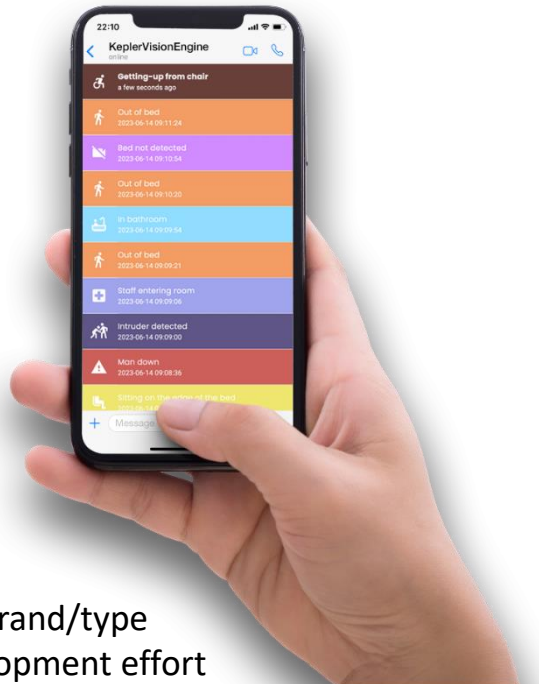 22:10
KeplerVisionEngine
online
Getting-up from chair
a few seconds ago
Out of bed
2023-06-14 09:11:24
Bed not detected
2023-06-14 09:10:54
Out of bed
2023-06-14 09:10:20
In bathroom
2023-06-14 09:09:54
Out of bed
2023-06-14 09:09:21
Staff entering room
2023-06-14 09:09:06
Intruder detected
2023-06-14 09:09:00
Man down
2023-06-14 09:08:36
Sitting on the edge of the bed
Message
rand/type
opment effort